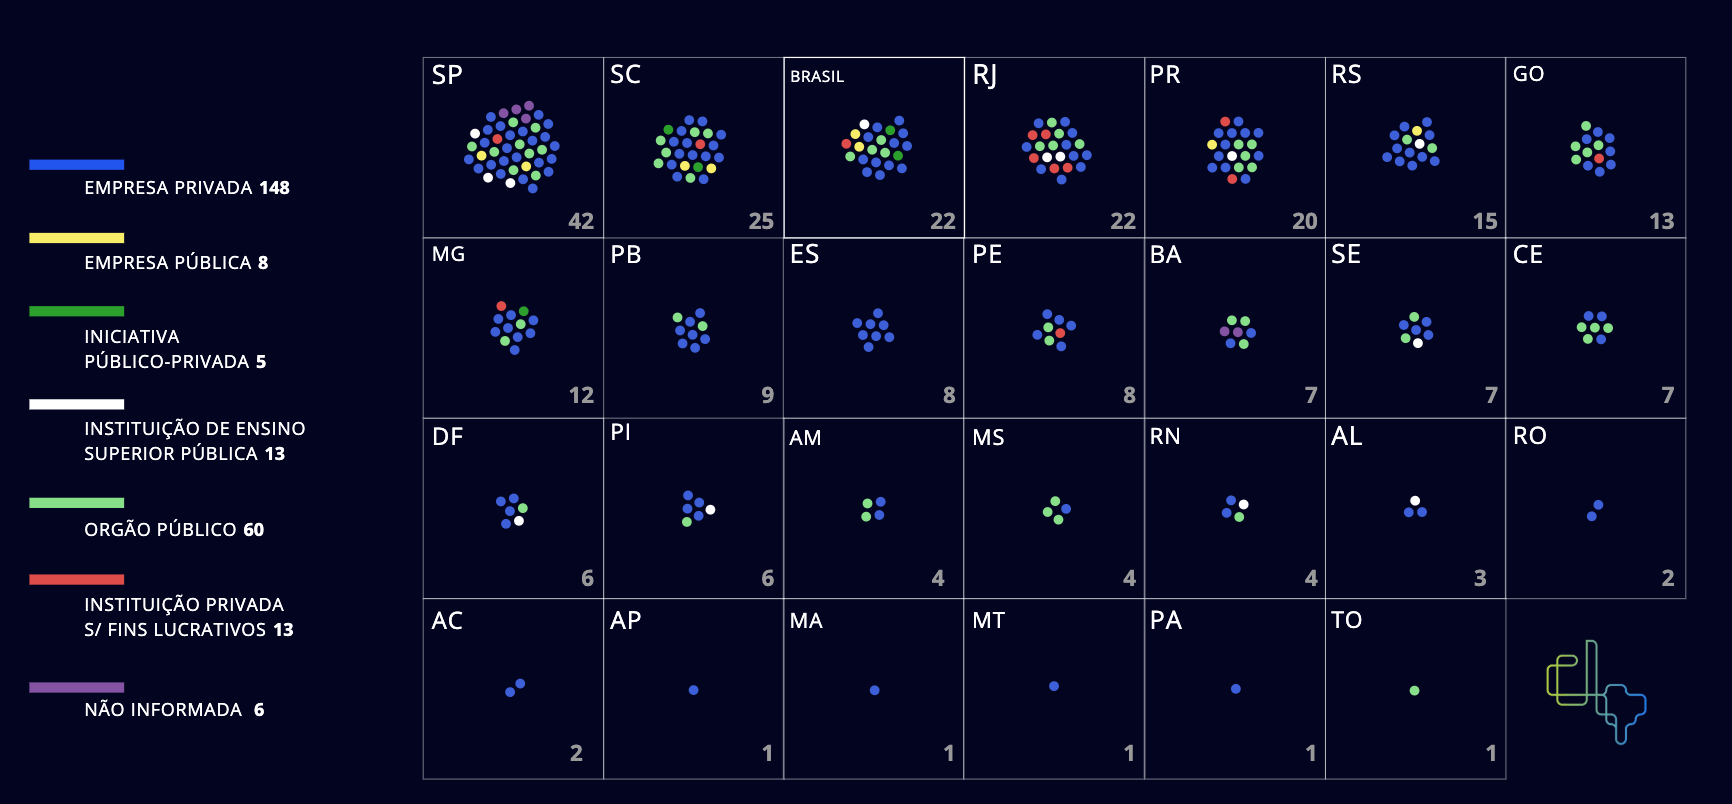 EMPRESA PRIVADA 148
EMPRESA PÚBLICA 8
INICIATIVA
PÚBLICO-PRIVADA 5
INSTITUIÇÃO DE ENSINO
SUPERIOR PÚBLICA 13
ORGÃO PÚBLICO 60
INSTITUIÇÃO PRIVADA
S/ FINS LUCRATIVOS 13
NÃO INFORMADA 6
SP SC BRASIL RJ PR RS GO
42 25 22 22 20 15 13
MG PB ES PE BA SE CE
12 9 8 8 7 7 7
DF PI AM MS RN AL RO
6 6 4 4 4 3 2
AC AP MA MT PA TO
2 1 1 1 1 1